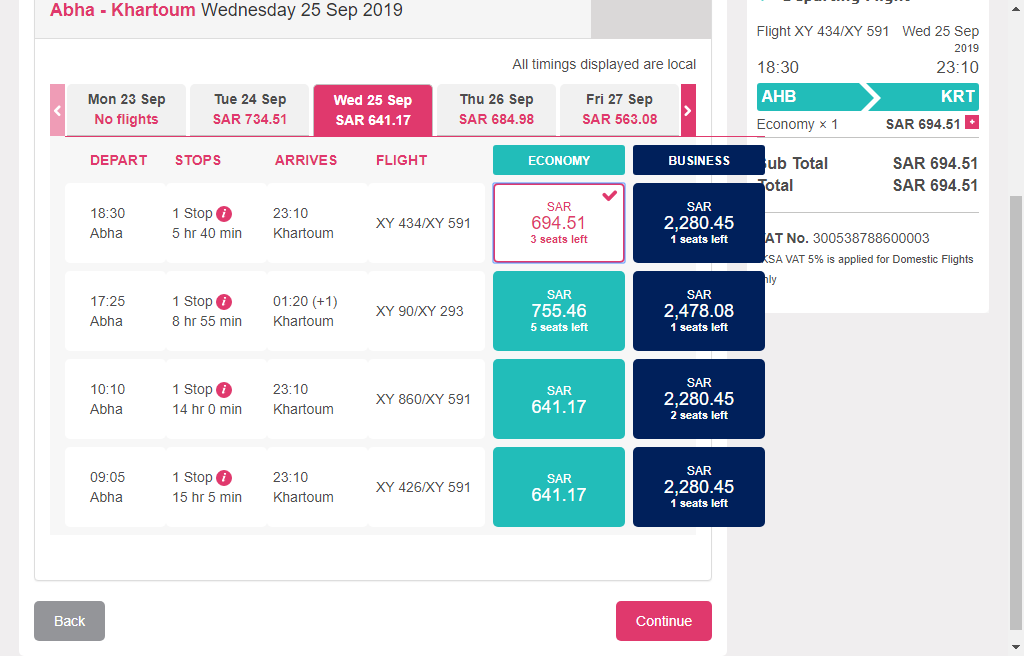 Abha - Khartoum Wednesday 25 Sep 2019
All timings displayed are local
Mon 23 Sep
No flights
Tue 24 Sep
SAR 734.51
Wed 25 Sep
SAR 641.17
Thu 26 Sep
SAR 684.98
Fri 27 Sep
SAR 563.08
DEPART STOPS ARRIVES FLIGHT ECONOMY BUSINESS
18:30
Abha
1 Stop i
5 hr 40 min
23:10
Khartoum
XY 434/XY 591
SAR
694.51
3 seats left
SAR
2,280.45
1 seats left
17:25
Abha
1 Stop i
8 hr 55 min
01:20 (+1)
Khartoum
XY 90/XY 293
SAR
755.46
5 seats left
SAR
2,478.08
1 seats left
10:10
Abha
1 Stop i
14 hr 0 min
23:10
Khartoum
XY 860/XY 591
SAR
641.17
SAR
2,280.45
2 seats left
09:05
Abha
1 Stop i
15 hr 5 min
23:10
Khartoum
XY 426/XY 591
SAR
641.17
SAR
2,280.45
1 seats left
Back
Continue
Flight XY 434/XY 591 Wed 25 Sep
2019
18:30 23:10
AHB KRT
Economy × 1 SAR 694.51 +
Sub Total SAR 694.51
Total SAR 694.51
No. 300538788600003
KSA VAT 5% is applied for Domestic Flights